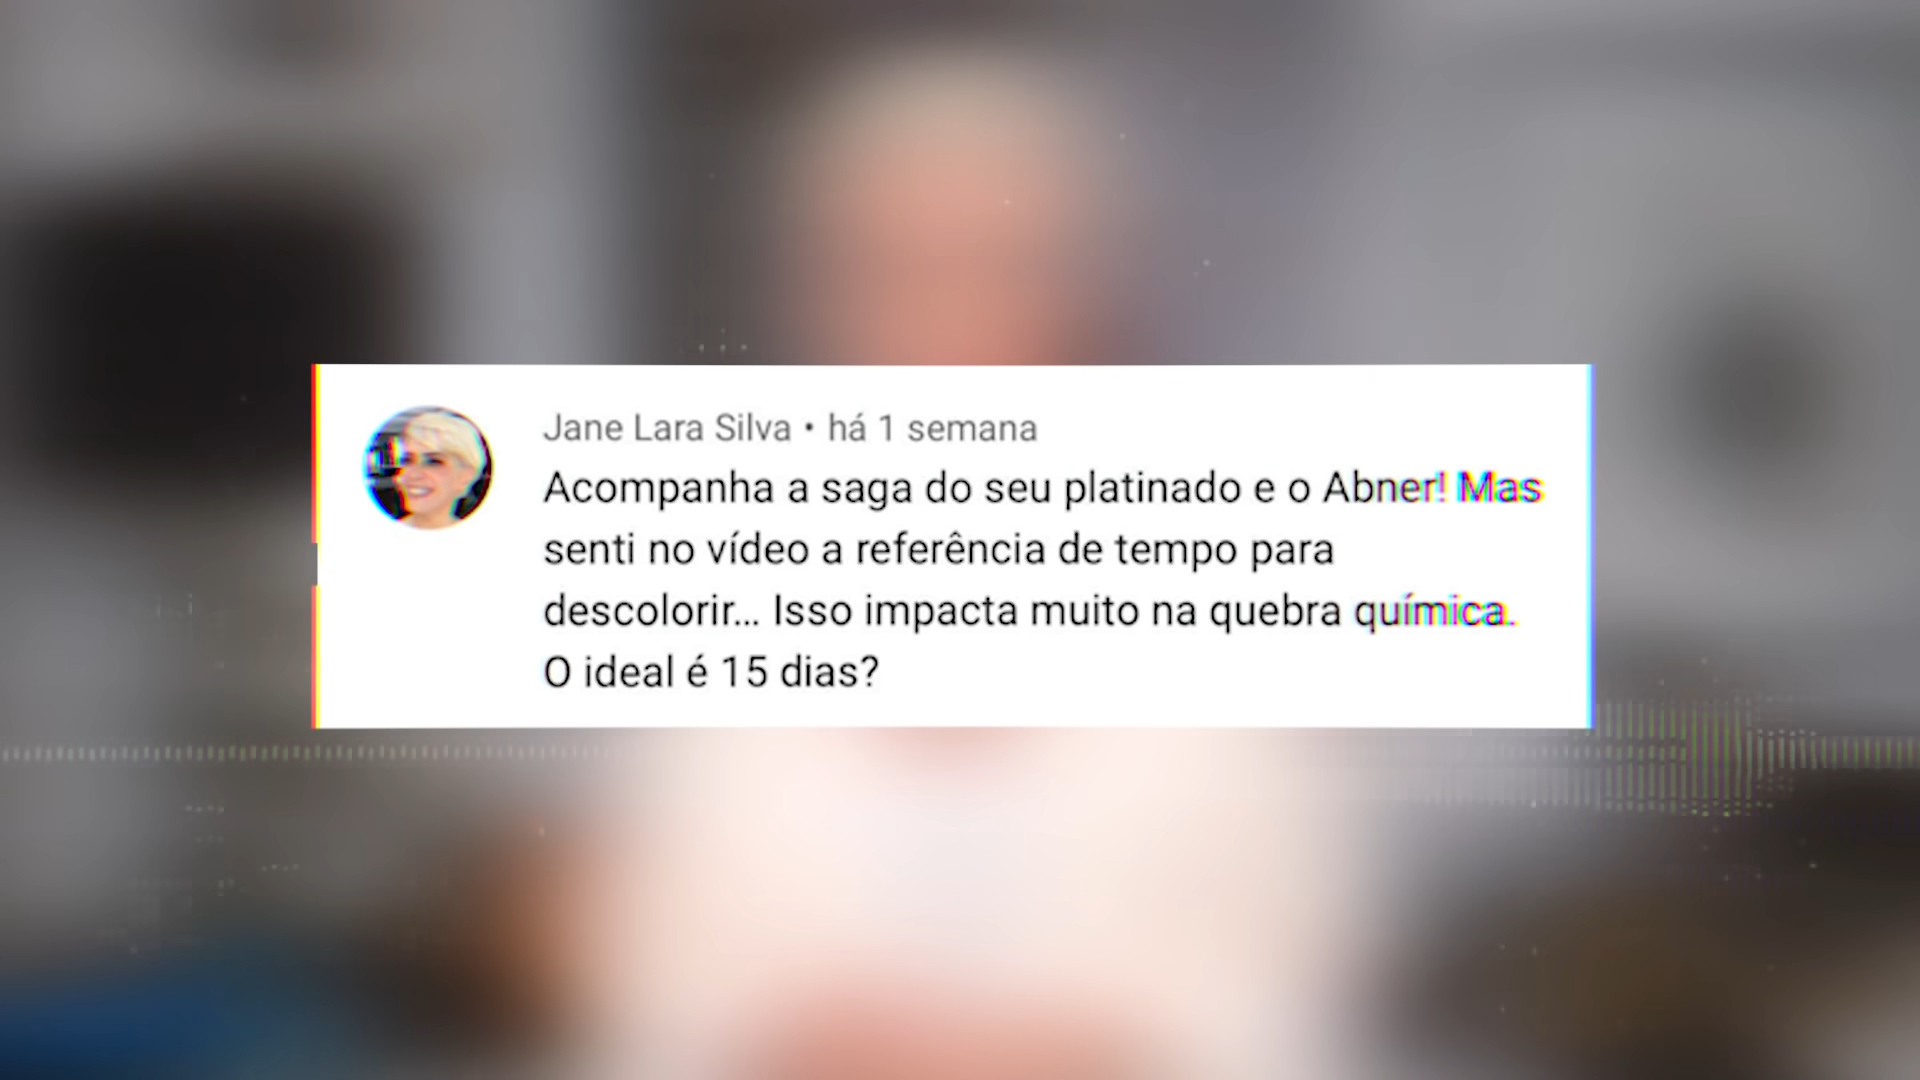 Jane Lara Silva • há 1 semana
Acompanha a saga do seu platinado e o Abner! Mas
senti no vídeo a referência de tempo para
descolorir... Isso impacta muito na quebra química.
O ideal é 15 dias?